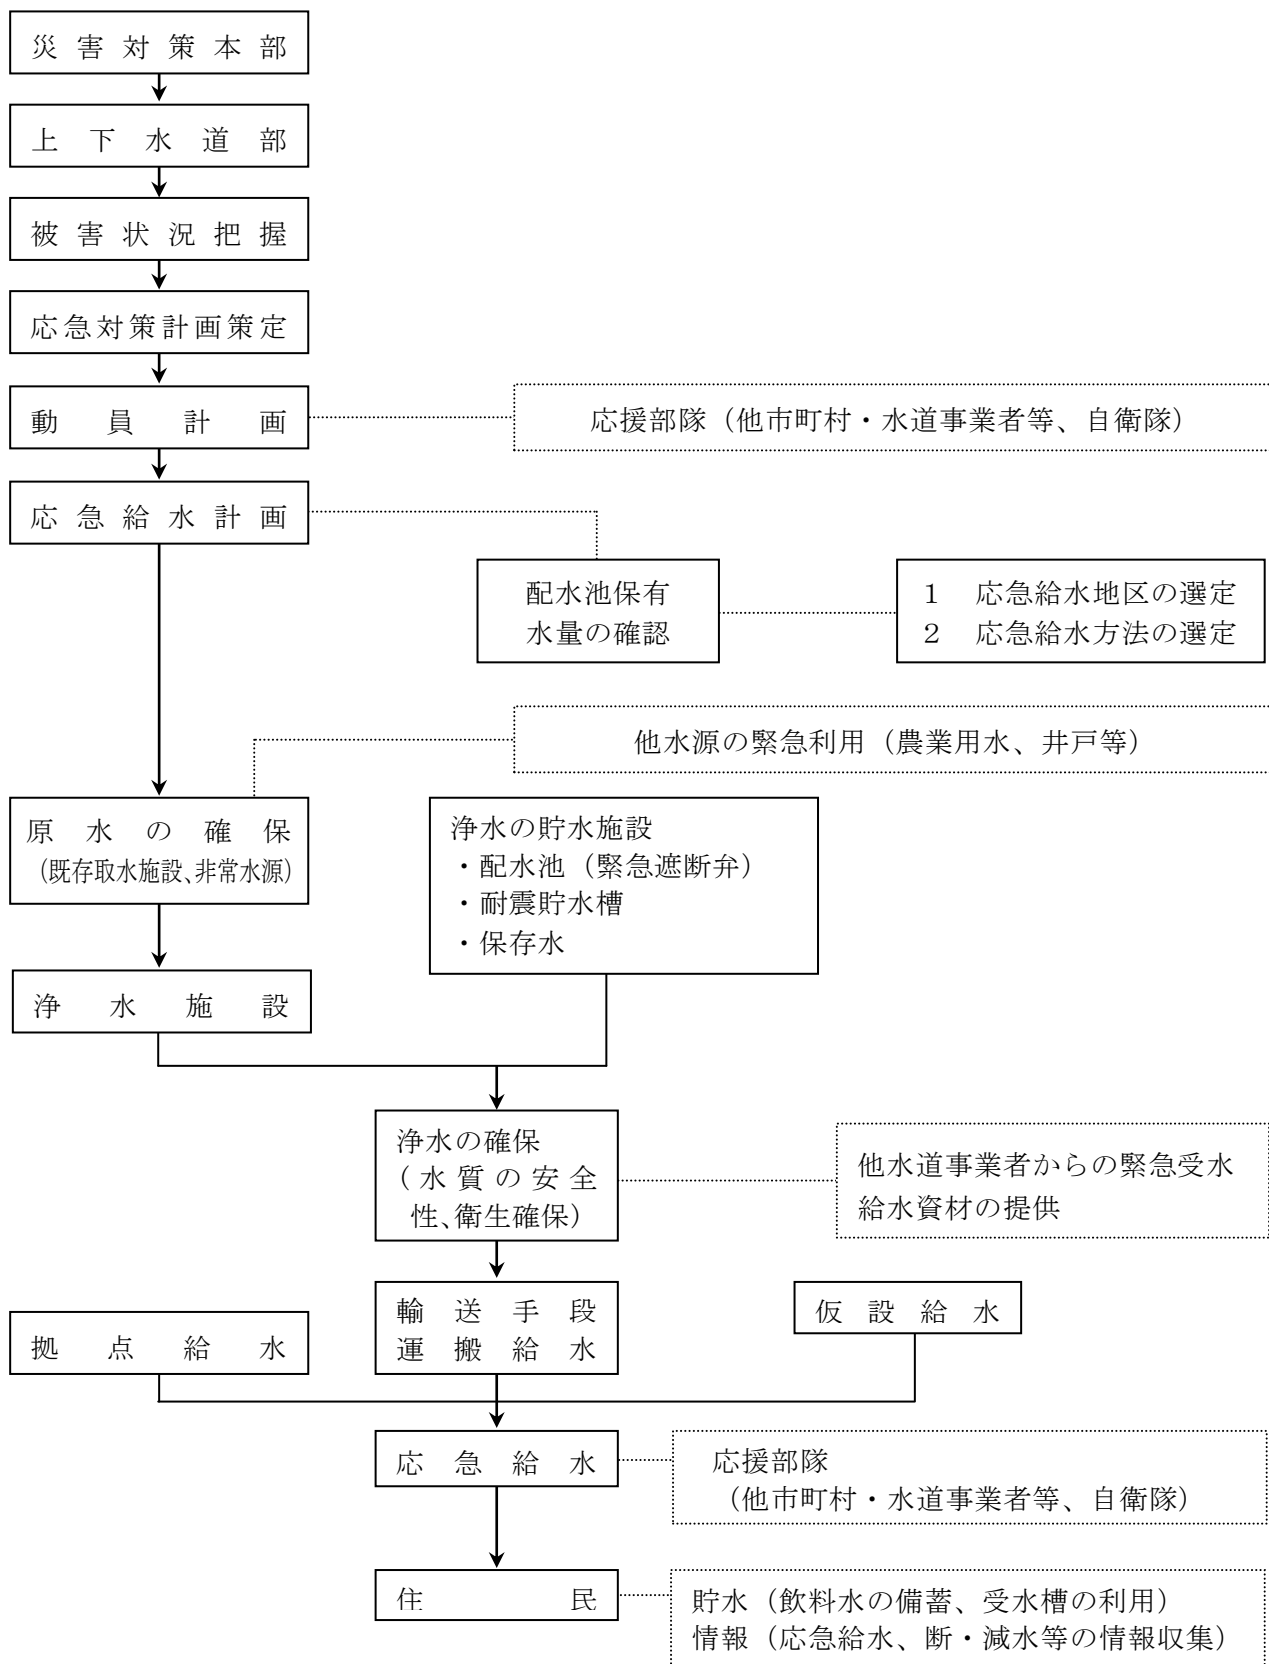 災害対策本部
上下水道部
被害状況把握
応急対策計画策定
動員計画
応援部隊（他市町村・水道事業者等、自衛隊）
応急給水計画
配水池保有
水量の確認
１　応急給水地区の選定
２　応急給水方法の選定
他水源の緊急利用（農業用水、井戸等）
原水の確保
（既存取水施設、非常水源）
浄水の貯水施設
・配水池（緊急遮断弁）
・耐震貯水槽
・保存水
浄水施設
浄水の確保
（水質の安全
性、衛生確保）
他水道事業者からの緊急受水
給水資材の提供
拠点給水
輸送手段
運搬給水
仮設給水
応急給水
応援部隊
（他市町村・水道事業者等、自衛隊）
住民
貯水（飲料水の備蓄、受水槽の利用）
情報（応急給水、断・減水等の情報収集）